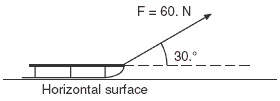 F = 60. N
30.°
Horizontal surface